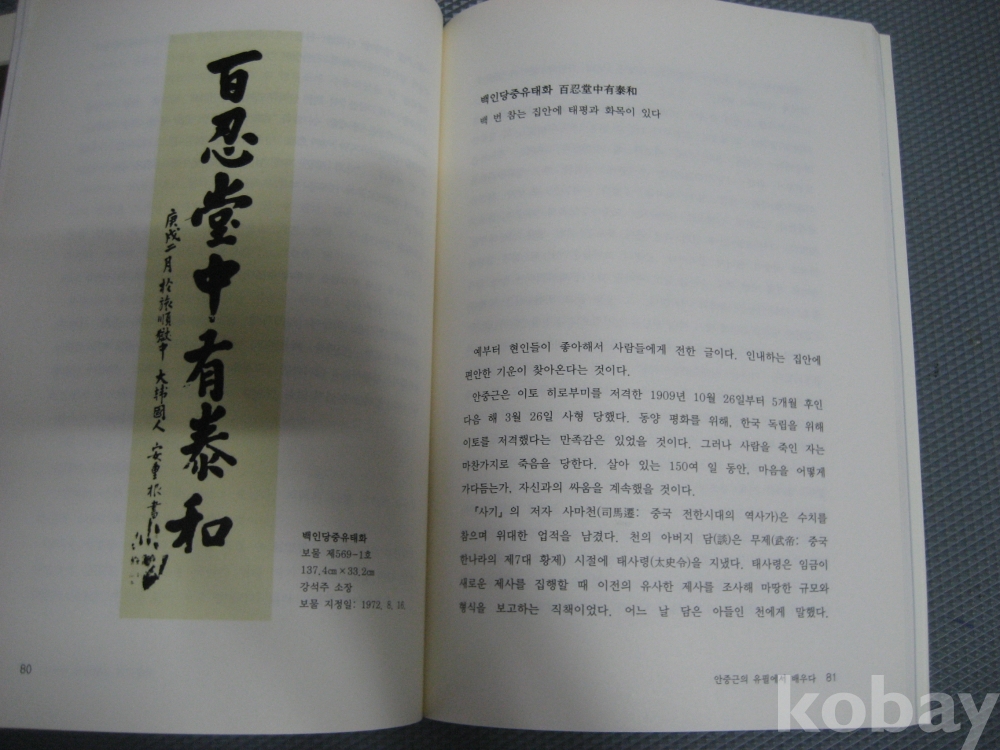 百忍堂中有泰和
庚戌二月 於旅順獄中 大韓國人 安重根 書
백인당중유태화
보물 제569-1호
137.4cm×33.2cm
강석주 소장
보물 지정일: 1972. 8. 16
80
백인당중유태화 百忍堂中有泰和
백 번 참는 집안에 태평과 화목이 있다
예부터 현인들이 좋아해서 사람들에게 전한 글이다. 인내하는 집안에
편안한 기운이 찾아온다는 것이다.
안중근은 이토 히로부미를 저격한 1909년 10월 26일부터 5개월 후인
다음 해 3월 26일 사형 당했다. 동양 평화를 위해, 한국 독립을 위해
이토를 저격했다는 만족감은 있었을 것이다. 그러나 사람을 죽인 자는
마찬가지로 죽음을 당한다. 살아 있는 150여 일 동안, 마음을 어떻게
가다듬는가, 자신과의 싸움을 계속했을 것이다.
『사기』의 저자 사마천(司馬遷: 중국 전한시대의 역사가)은 수치를
참으며 위대한 업적을 남겼다. 천의 아버지 담(談)은 무제(武帝: 중국
한나라의 제7대 황제) 시절에 태사령(太史令)을 지냈다. 태사령은 임금이
새로운 제사를 집행할 때 이전의 유사한 제사를 조사해 마땅한 규모와
형식을 보고하는 직책이었다. 어느 날 담은 아들인 천에게 말했다.
안중근의 유필에서 배우다 81
kobay